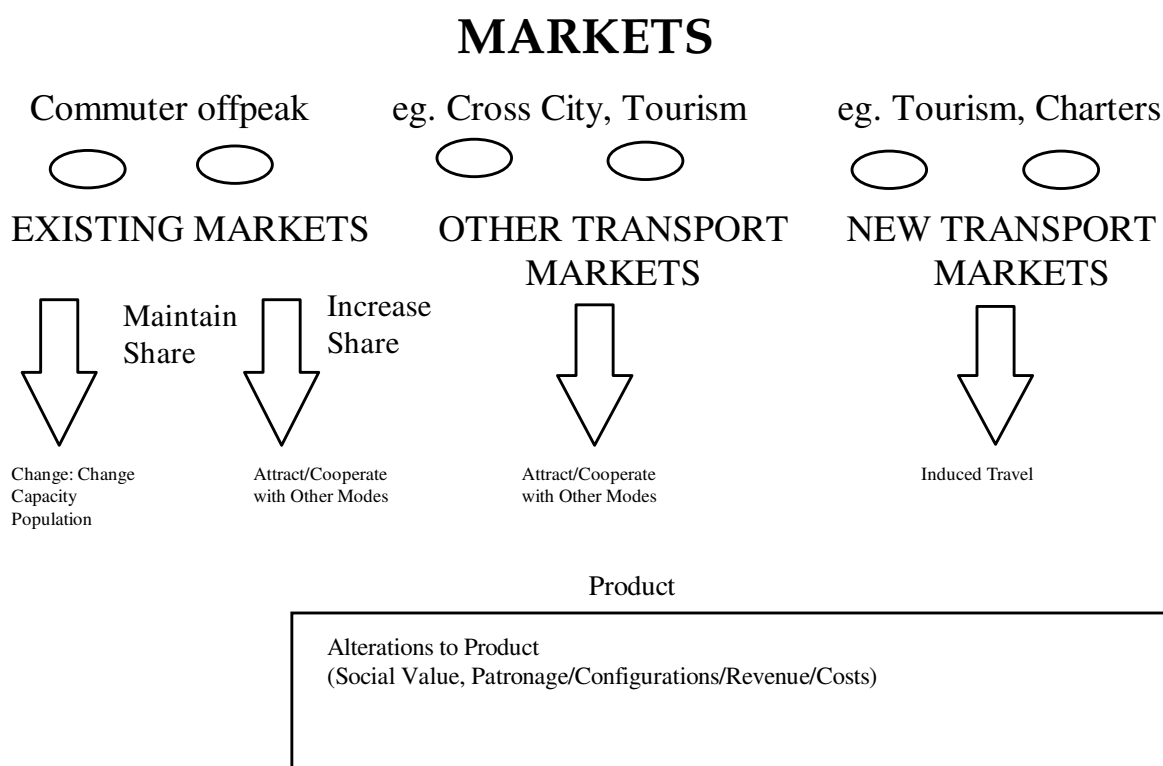 MARKETS
Commuter offpeak
eg. Cross City, Tourism
eg. Tourism, Charters
EXISTING MARKETS
OTHER TRANSPORT
MARKETS
NEW TRANSPORT
MARKETS
Maintain
Share
Increase
Share
Change: Change
Capacity
Population
Attract/Cooperate
with Other Modes
Attract/Cooperate
with Other Modes
Induced Travel
Product
Alterations to Product
(Social Value, Patronage/Configurations/Revenue/Costs)